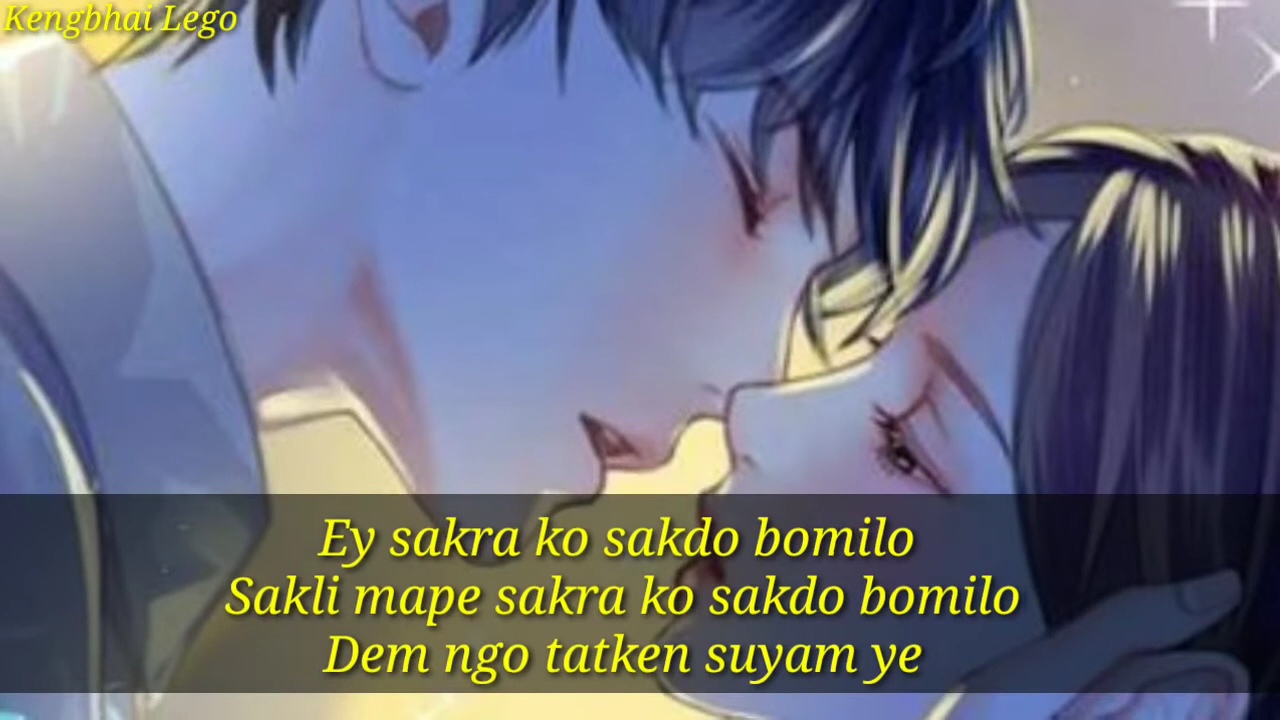 Kengbhai Lego
Ey sakra ko sakdo bomilo
Sakli mape sakra ko sakdo bomilo
Dem ngo tatken suyam ye